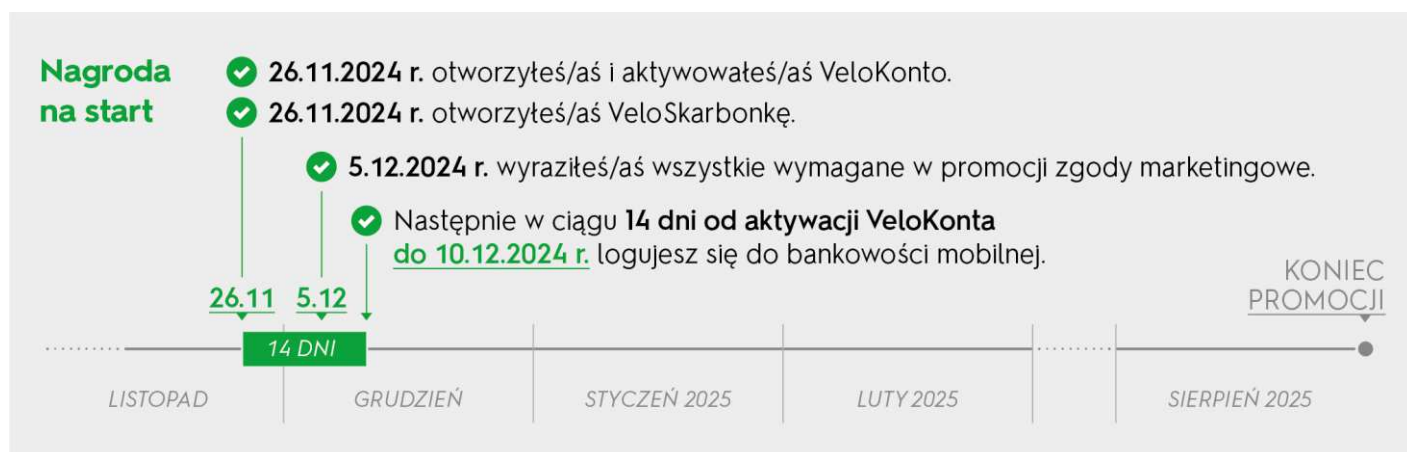 Nagroda
na start
26.11.2024 r. otworzyłeś/aś i aktywowałeś/aś VeloKonto.
26.11.2024 r. otworzyłeś/aś VeloSkarbonkę.
5.12.2024 r. wyraziłeś/aś wszystkie wymagane w promocji zgody marketingowe.
Następnie w ciągu 14 dni od aktywacji VeloKonta
do 10.12.2024 r. logujesz się do bankowości mobilnej.
KONIEC
PROMOCJI
26.11 5.12
14 DNI
LISTOPAD GRUDZIEŃ STYCZEŃ 2025 LUTY 2025 SIERPIEŃ 2025